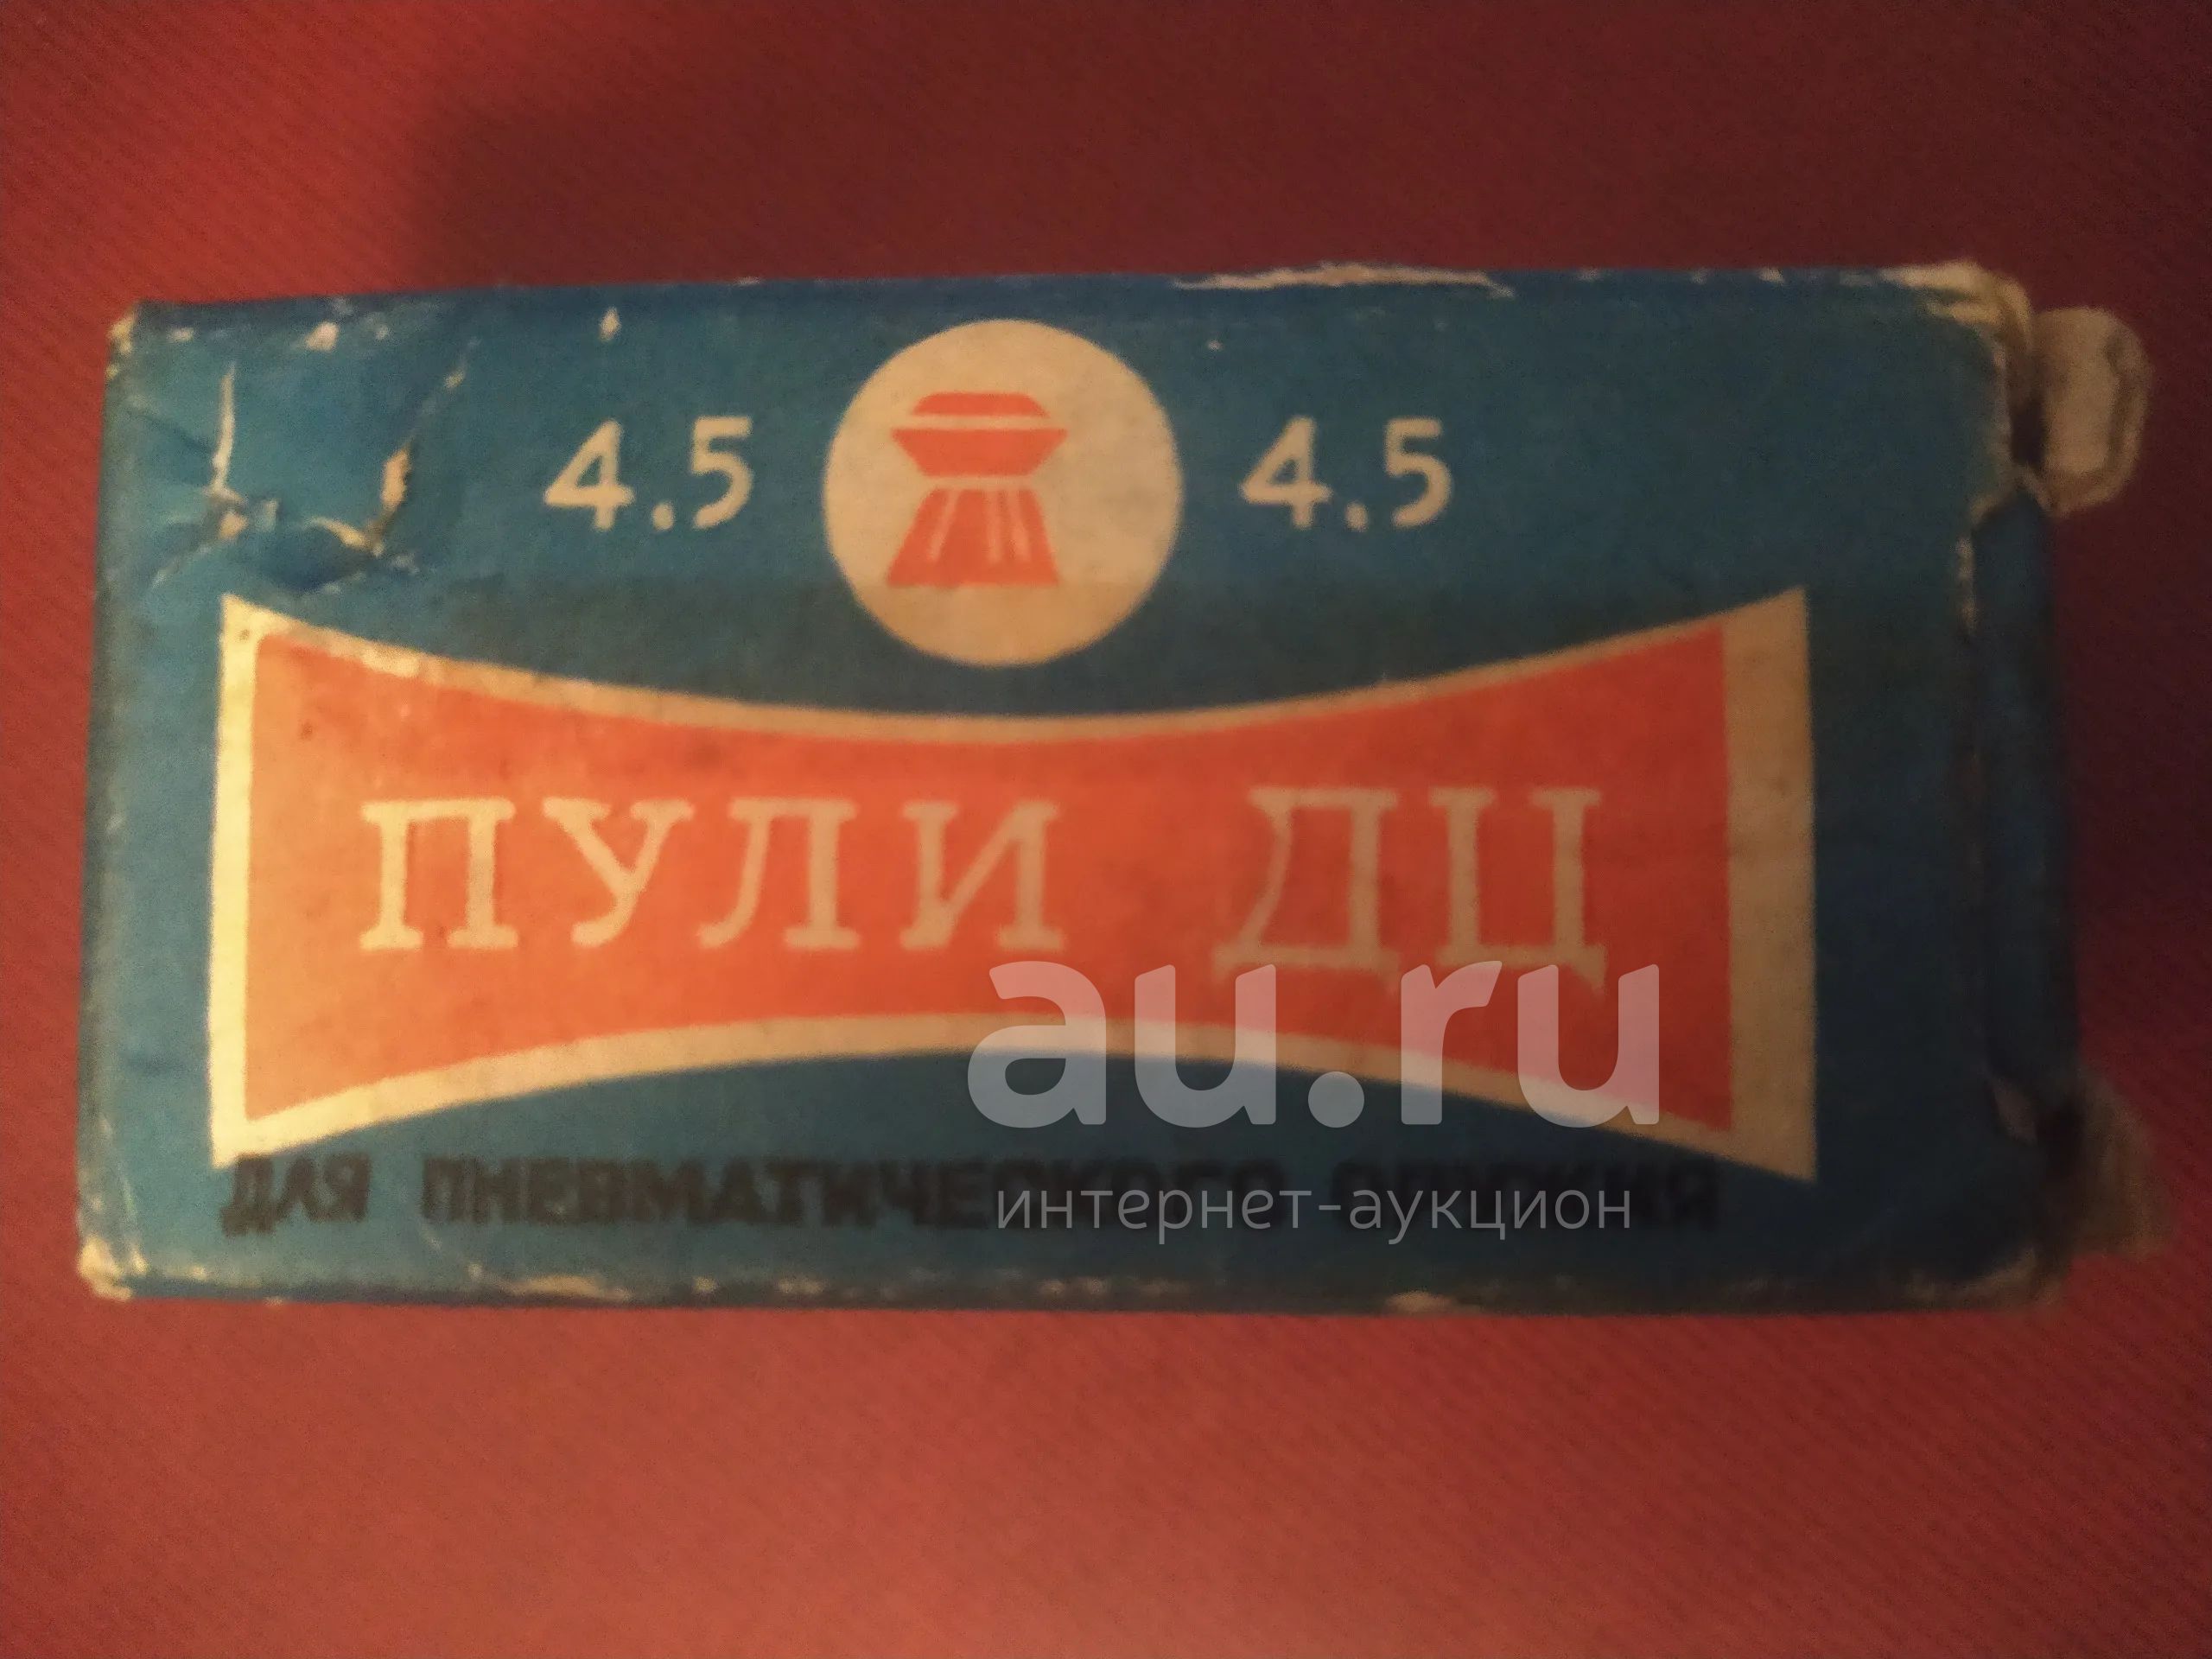 4.5 4.5
ПУЛИ ДЦ
au.ru
ДЛЯ ПНЕВМАТИЧЕСКОГО ОРУЖИЯ
интернет-аукцион